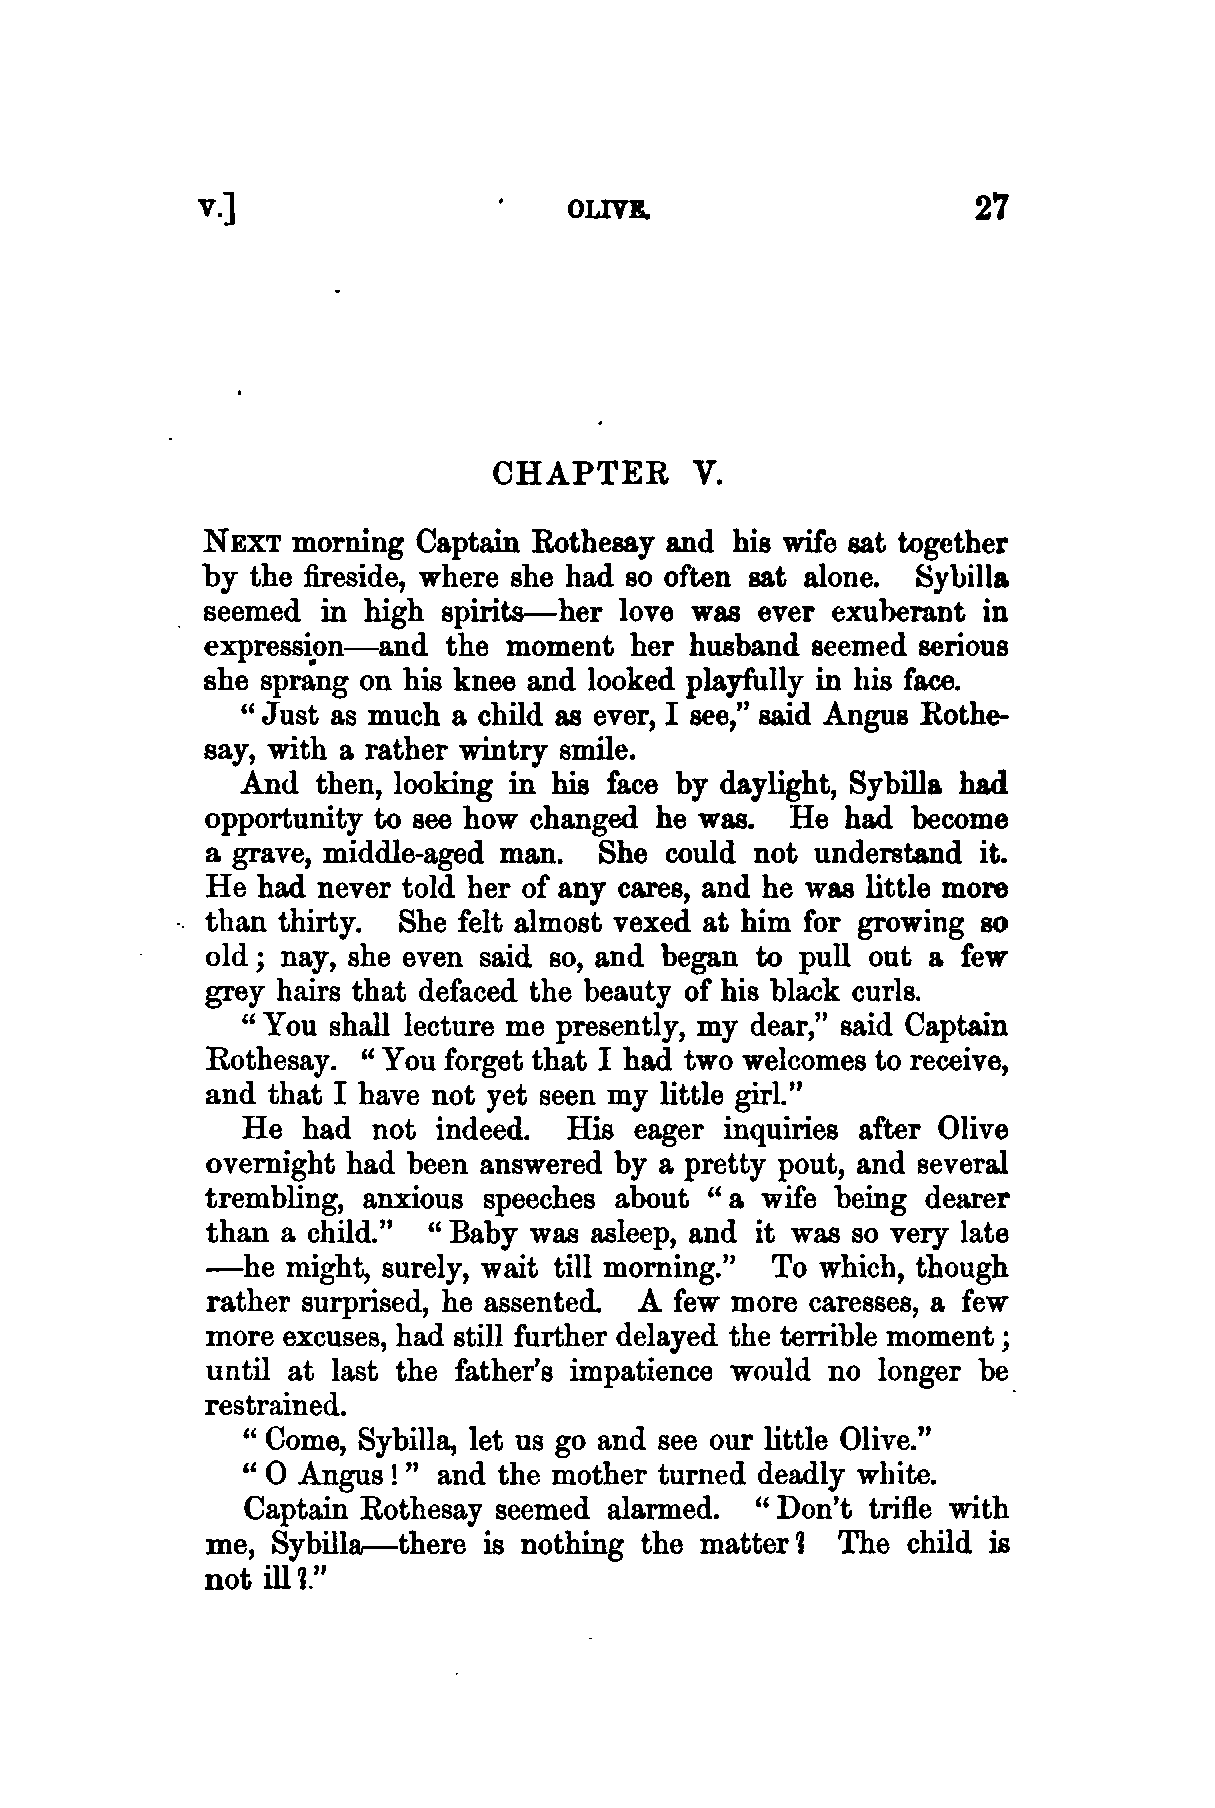 V.] OLIVE. 27
CHAPTER V.
NEXT morning Captain Rothesay and his wife sat together
by the fireside, where she had so often sat alone. Sybilla
seemed in high spirits—her love was ever exuberant in
expression—and the moment her husband seemed serious
she sprang on his knee and looked playfully in his face.
"Just as much a child as ever, I see," said Angus Rothe-
say, with a rather wintry smile.
And then, looking in his face by daylight, Sybilla had
opportunity to see how changed he was. He had become
a grave, middle-aged man. She could not understand it.
He had never told her of any cares, and he was little more
than thirty. She felt almost vexed at him for growing so
old; nay, she even said so, and began to pull out a few
grey hairs that defaced the beauty of his black curls.
"You shall lecture me presently, my dear," said Captain
Rothesay. "You forget that I had two welcomes to receive,
and that I have not yet seen my little girl."
He had not indeed. His eager inquiries after Olive
overnight had been answered by a pretty pout, and several
trembling, anxious speeches about "a wife being dearer
than a child." "Baby was asleep, and it was so very late
—he might, surely, wait till morning." To which, though
rather surprised, he assented. A few more caresses, a few
more excuses, had still further delayed the terrible moment;
until at last the father's impatience would no longer be
restrained.
"Come, Sybilla, let us go and see our little Olive."
"O Angus!" and the mother turned deadly white.
Captain Rothesay seemed alarmed. "Don't trifle with
me, Sybilla—there is nothing the matter? The child is
not ill?."